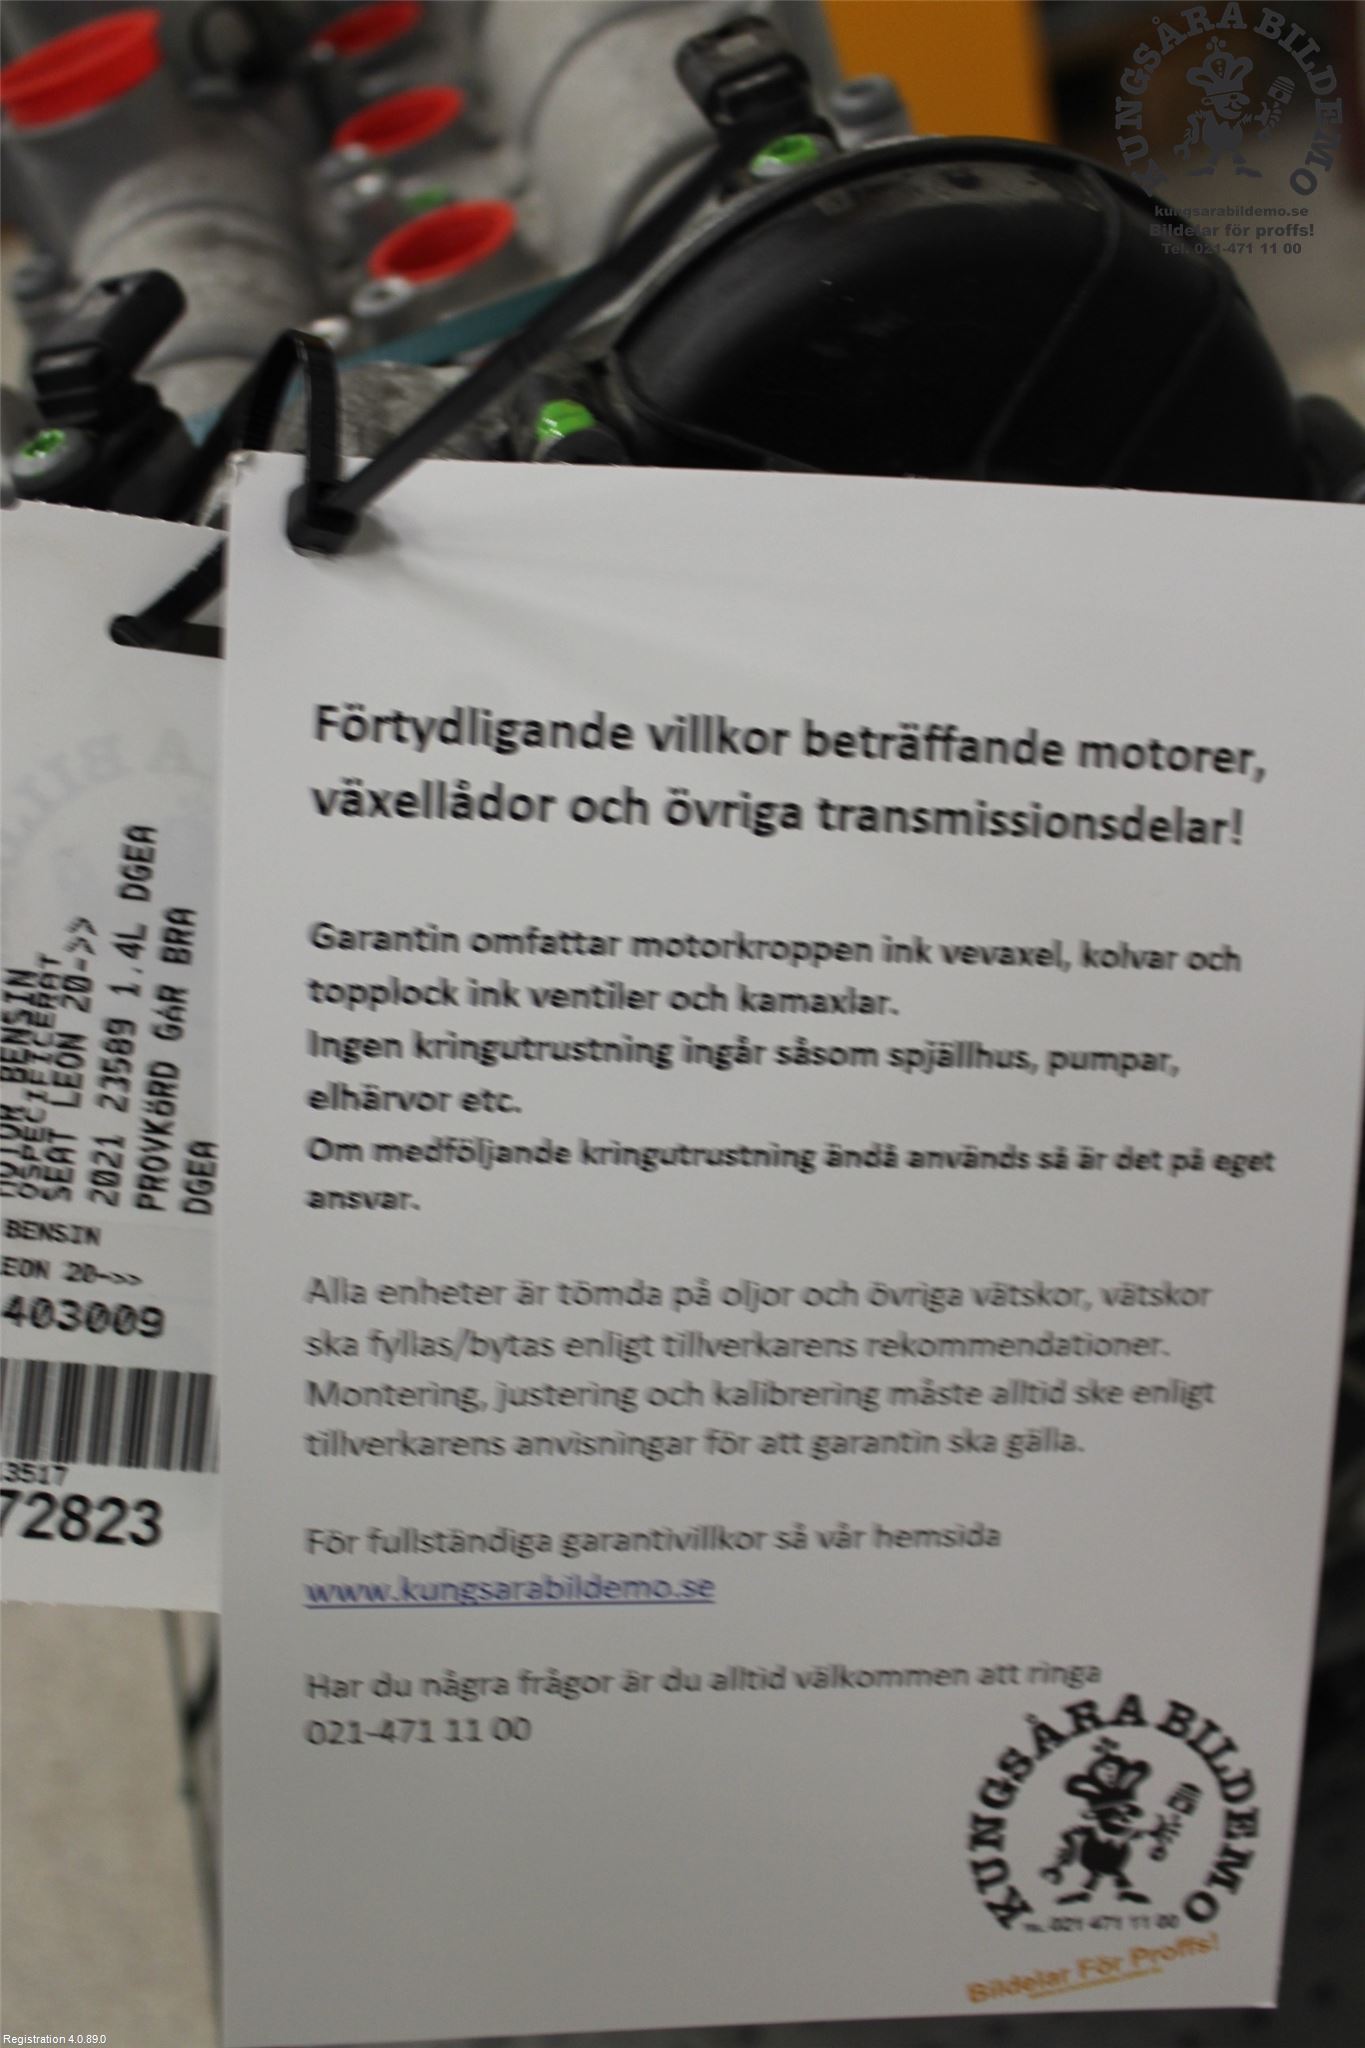 KUNGSÅRA BILDEMO
kungsarabildemo.se
Bildelar för proffs!
Tel. 021-471 11 00
Förtydligande villkor beträffande motorer,
växellådor och övriga transmissionsdelar!
Garantin omfattar motorkroppen ink vevaxel, kolvar och
topplock ink ventiler och kamaxlar.
Ingen kringutrustning ingår såsom spjällhus, pumpar,
elhärvor etc.
Om medföljande kringutrustning ändå används så är det på eget
ansvar.
Alla enheter är tömda på oljor och övriga vätskor, vätskor
ska fyllas/bytas enligt tillverkarens rekommendationer.
Montering, justering och kalibrering måste alltid ske enligt
tillverkarens anvisningar för att garantin ska gälla.
För fullständiga garantivillkor så vår hemsida
www.kungsarabildemo.se
Har du några frågor är du alltid välkommen att ringa
021-471 11 00
KUNGSÅRA BILDEMO
TEL. 021 471 11 00
Bildelar För Proffs!
BENSIN
OSPECIFICERAT
SEAT LEON 20->>
2021 23589 1.4L DGEA
PROVKÖRD GÅR BRA
DGEA
BENSIN
EON 20->>
403009
3517
72823
Registration 4.0.89.0